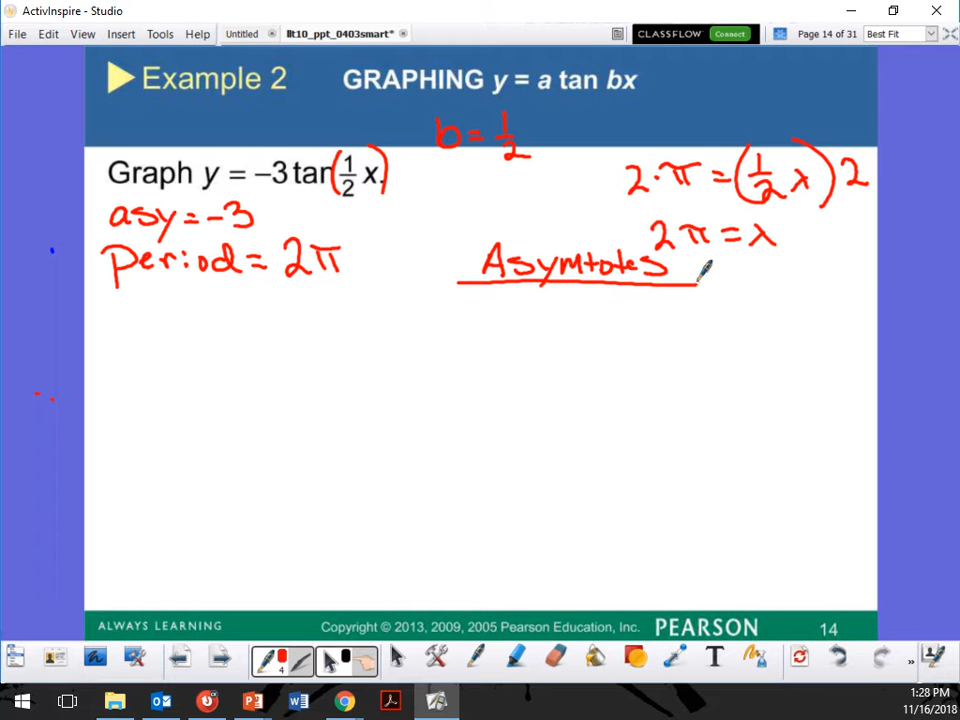 ActivInspire - Studio
File Edit View Insert Tools Help Untitled llt10_ppt_0403smart* CLASSFLOW Connect Page 14 of 31 Best Fit
Example 2 GRAPHING y = a tan bx
b = 1/2
Graph y = –3 tan(1/2 x.)
2·π = (1/2 x)2
asy = -3
2π = x
period = 2π
Asymtotes
ALWAYS LEARNING Copyright © 2013, 2009, 2005 Pearson Education, Inc. PEARSON 14
4
1:28 PM
11/16/2018